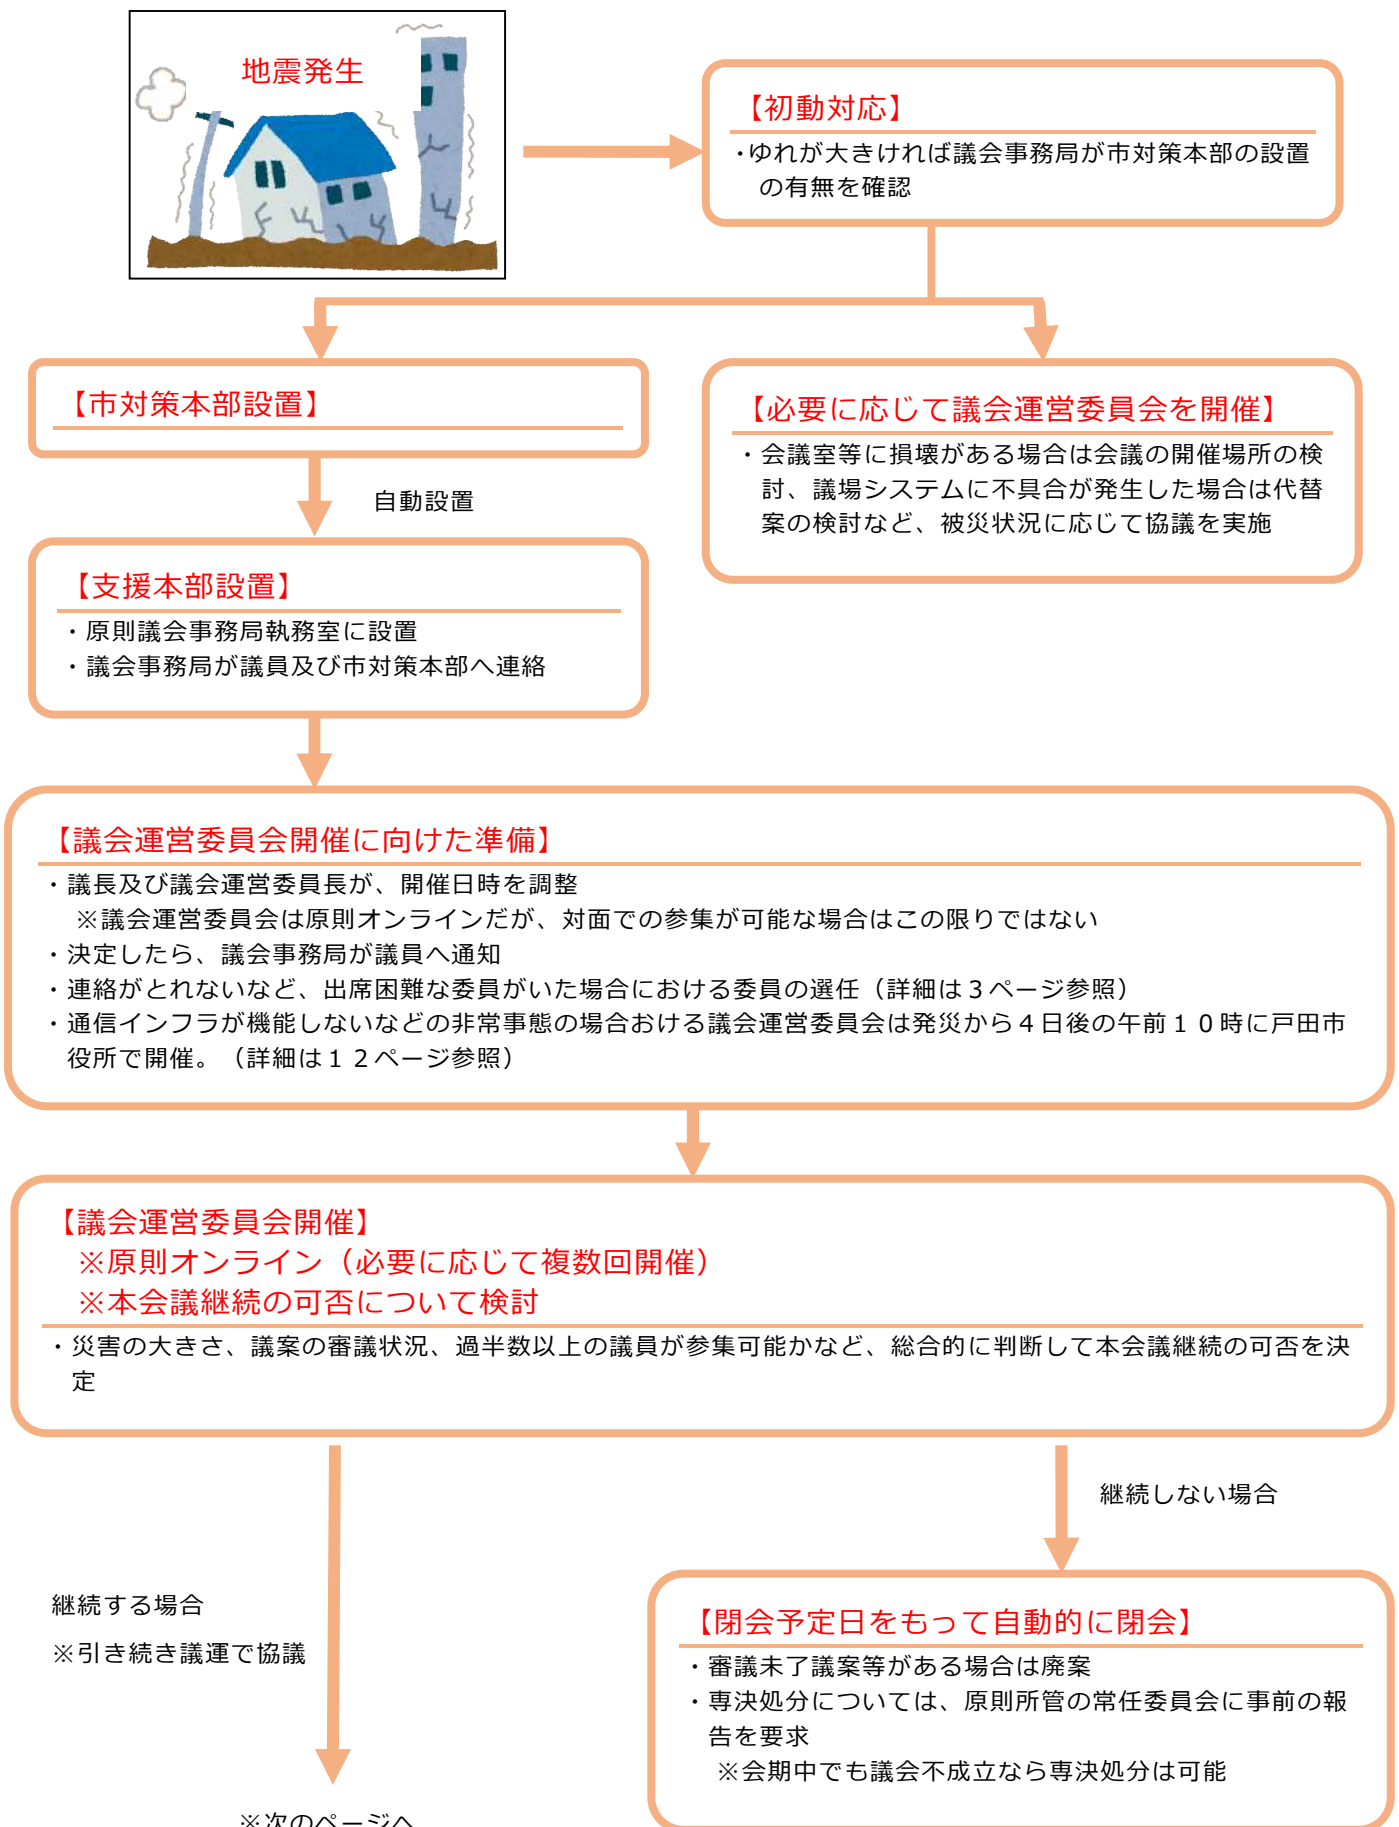 地震発生
【初動対応】
・ゆれが大きければ議会事務局が市対策本部の設置
の有無を確認
【市対策本部設置】
【必要に応じて議会運営委員会を開催】
・会議室等に損壊がある場合は会議の開催場所の検
討、議場システムに不具合が発生した場合は代替
案の検討など、被災状況に応じて協議を実施
自動設置
【支援本部設置】
・原則議会事務局執務室に設置
・議会事務局が議員及び市対策本部へ連絡
【議会運営委員会開催に向けた準備】
・議長及び議会運営委員長が、開催日時を調整
※議会運営委員会は原則オンラインだが、対面での参集が可能な場合はこの限りではない
・決定したら、議会事務局が議員へ通知
・連絡がとれないなど、出席困難な委員がいた場合における委員の選任（詳細は３ページ参照）
・通信インフラが機能しないなどの非常事態の場合おける議会運営委員会は発災から４日後の午前１０時に戸田市
役所で開催。（詳細は１２ページ参照）
【議会運営委員会開催】
※原則オンライン（必要に応じて複数回開催）
※本会議継続の可否について検討
・災害の大きさ、議案の審議状況、過半数以上の議員が参集可能かなど、総合的に判断して本会議継続の可否を決
定
継続しない場合
継続する場合
※引き続き議運で協議
【閉会予定日をもって自動的に閉会】
・審議未了議案等がある場合は廃案
・専決処分については、原則所管の常任委員会に事前の報
告を要求
※会期中でも議会不成立なら専決処分は可能
※次のページへ